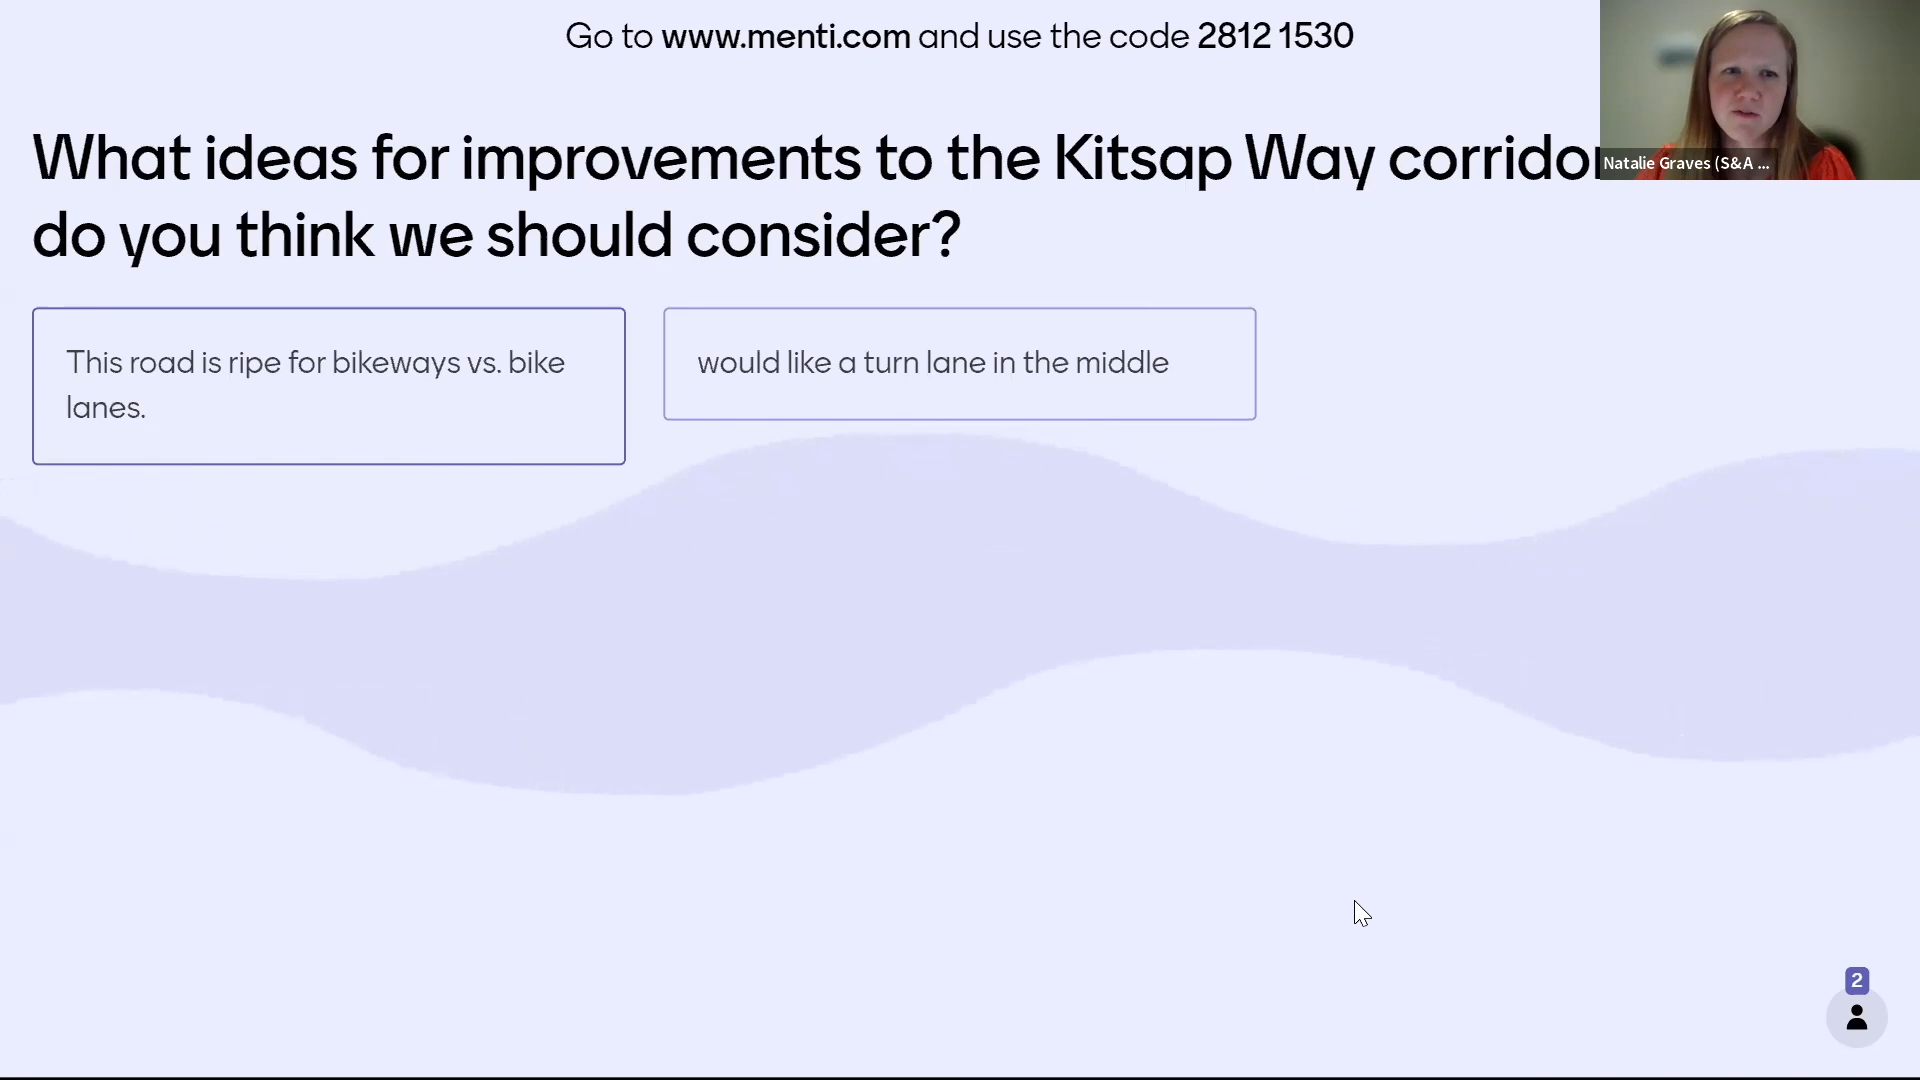 Go to www.menti.com and use the code 2812 1530
What ideas for improvements to the Kitsap Way corridor
do you think we should consider?
Natalie Graves (S&A ...
This road is ripe for bikeways vs. bike
lanes.
would like a turn lane in the middle
2